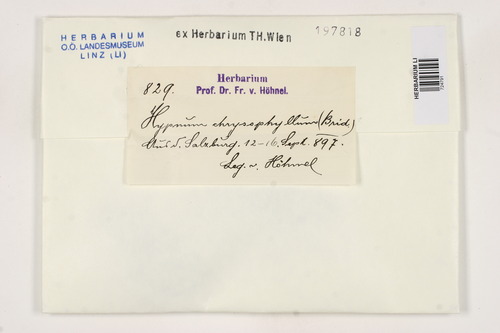 HERBARIUM
O.Ö. LANDESMUSEUM
LINZ (LI)
ex Herbarium TH.Wien
197818
HERBARIUM LI
829.
Herbarium
Prof. Dr. Fr. v. Höhnel.
Hypnum chrysophyllum (Brid)
Salzburg. 12-16. Sept. 897.
Leg. v. Höhnel